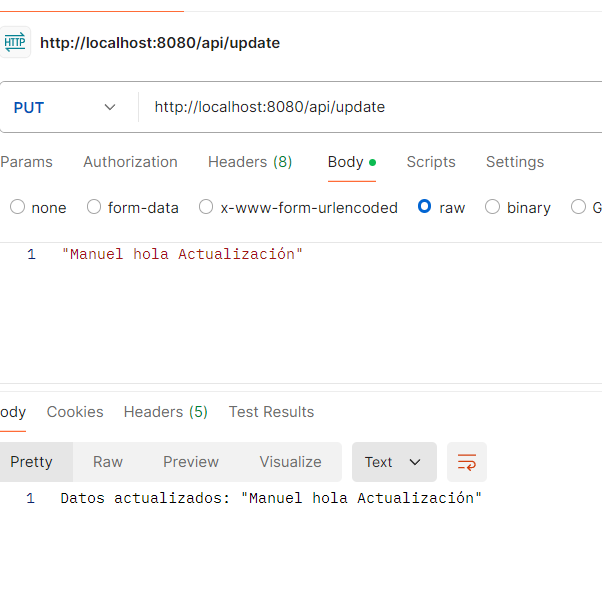 HTTP http://localhost:8080/api/update
PUT http://localhost:8080/api/update
Params Authorization Headers (8) Body Scripts Settings
none form-data x-www-form-urlencoded raw binary G
1 "Manuel hola Actualización"
ody Cookies Headers (5) Test Results
Pretty Raw Preview Visualize Text
1 Datos actualizados: "Manuel hola Actualización"